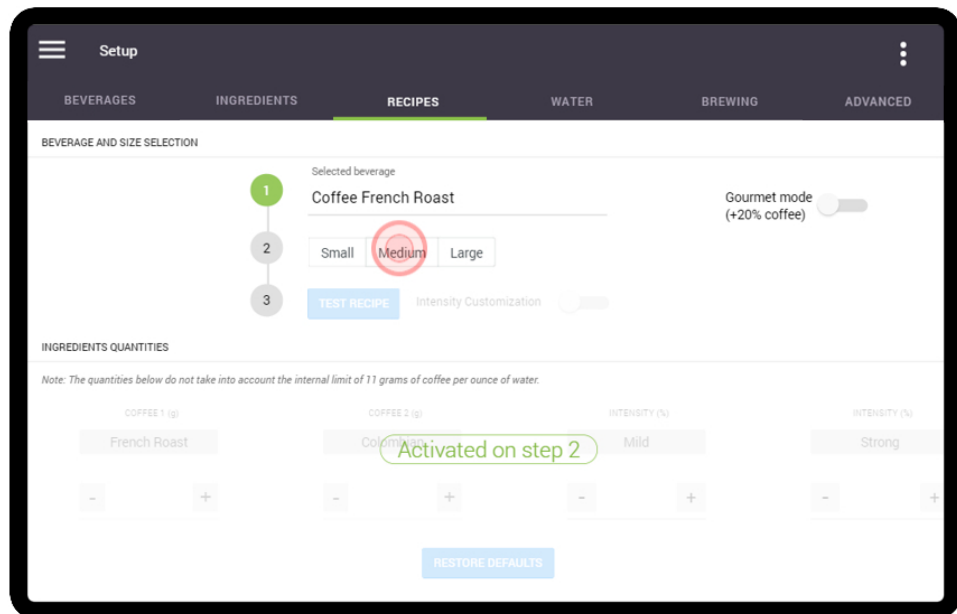 Setup
BEVERAGES INGREDIENTS RECIPES WATER BREWING ADVANCED
BEVERAGE AND SIZE SELECTION
1
Selected beverage
Coffee French Roast
Gourmet mode
(+20% coffee)
2
Small Medium Large
3
TEST RECIPE Intensity Customization
INGREDIENTS QUANTITIES
Note: The quantities below do not take into account the internal limit of 11 grams of coffee per ounce of water.
COFFEE 1 (g) COFFEE 2 (g) INTENSITY (%) INTENSITY (%)
French Roast Colombian Mild Strong
Activated on step 2
- + - + - + - +
RESTORE DEFAULTS